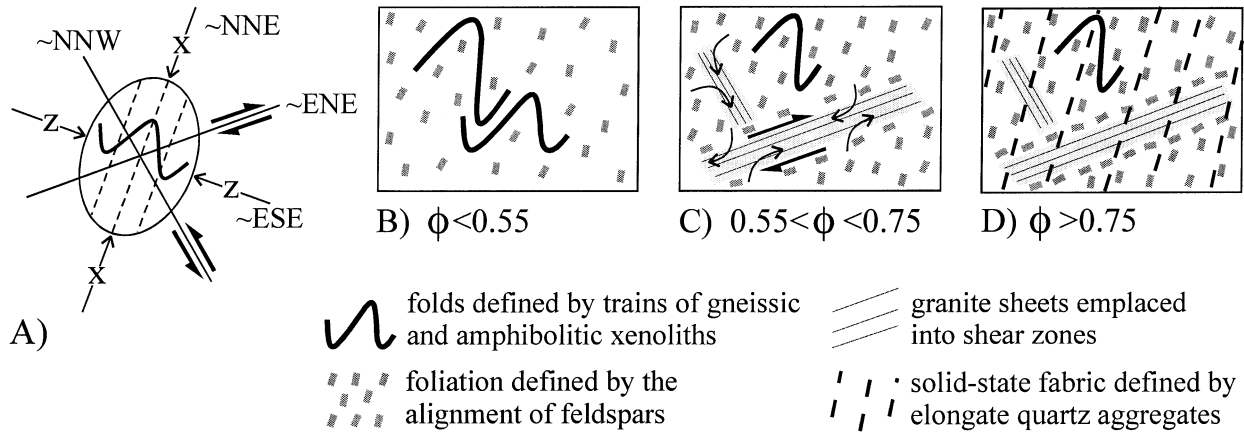 ~NNW
X
~NNE
~ENE
Z
Z
~ESE
X
A)
B) ϕ<0.55
C) 0.55<ϕ<0.75
D) ϕ>0.75
folds defined by trains of gneissic
and amphibolitic xenoliths
granite sheets emplaced
into shear zones
foliation defined by the
alignment of feldspars
solid-state fabric defined by
elongate quartz aggregates